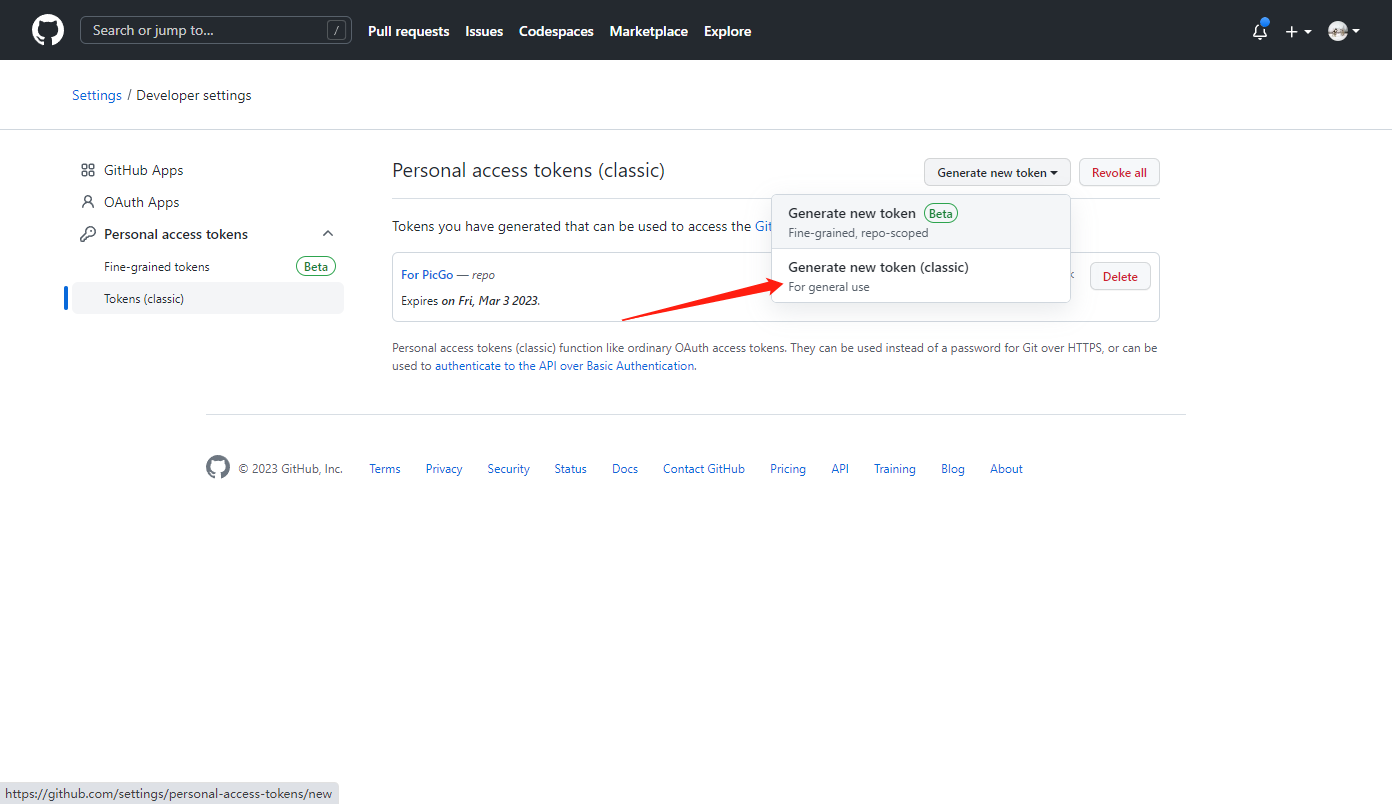 Search or jump to... / Pull requests Issues Codespaces Marketplace Explore
Settings / Developer settings
GitHub Apps
OAuth Apps
Personal access tokens
Fine-grained tokens Beta
Tokens (classic)
Personal access tokens (classic) Generate new token Revoke all
Generate new token Beta
Fine-grained, repo-scoped
Generate new token (classic)
For general use
Tokens you have generated that can be used to access the
For PicGo — repo Delete
Expires on Fri, Mar 3 2023.
Personal access tokens (classic) function like ordinary OAuth access tokens. They can be used instead of a password for Git over HTTPS, or can be
used to authenticate to the API over Basic Authentication.
© 2023 GitHub, Inc. Terms Privacy Security Status Docs Contact GitHub Pricing API Training Blog About
https://github.com/settings/personal-access-tokens/new